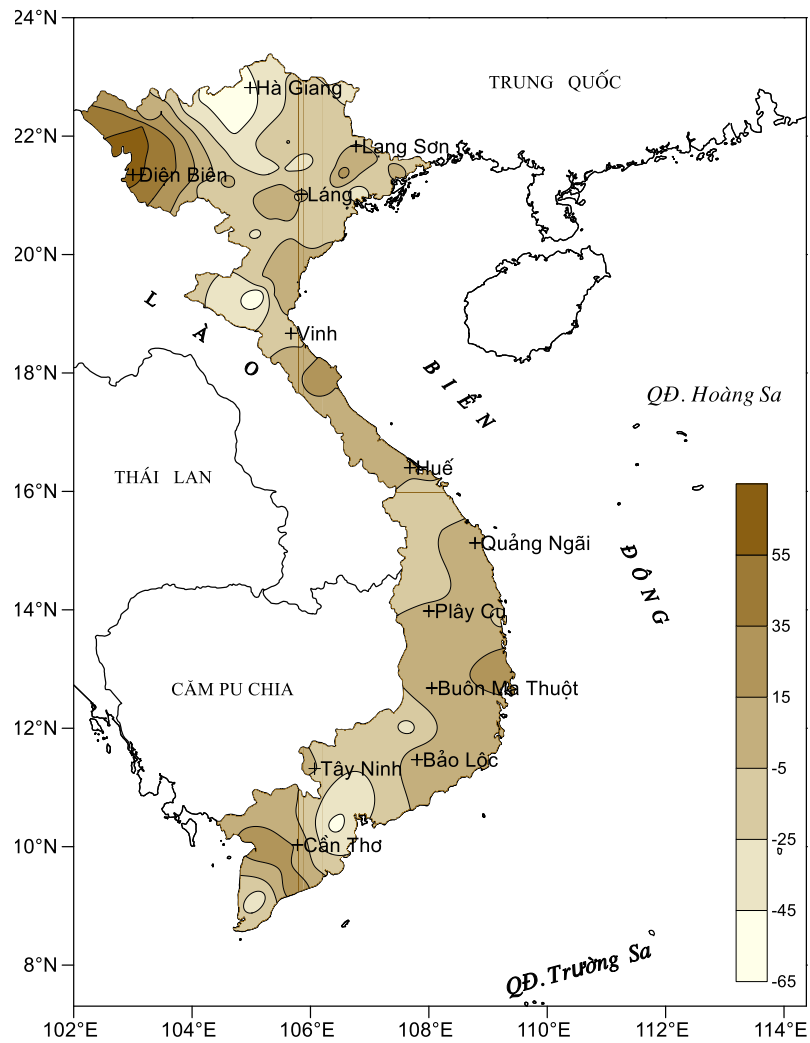 24°N
22°N
20°N
18°N
16°N
14°N
12°N
10°N
8°N
TRUNG QUỐC
Hà Giang
Lạng Sơn
Điện Biên
Láng
LÀO
Vinh
BIỂN
QĐ. Hoàng Sa
Huế
THÁI LAN
Quảng Ngãi
ĐÔNG
Plây Cu
CĂM PU CHIA
Buôn Ma Thuột
Bảo Lộc
Tây Ninh
Cần Thơ
QĐ. Trường Sa
55
35
15
-5
-25
-45
-65
102°E 104°E 106°E 108°E 110°E 112°E 114°E